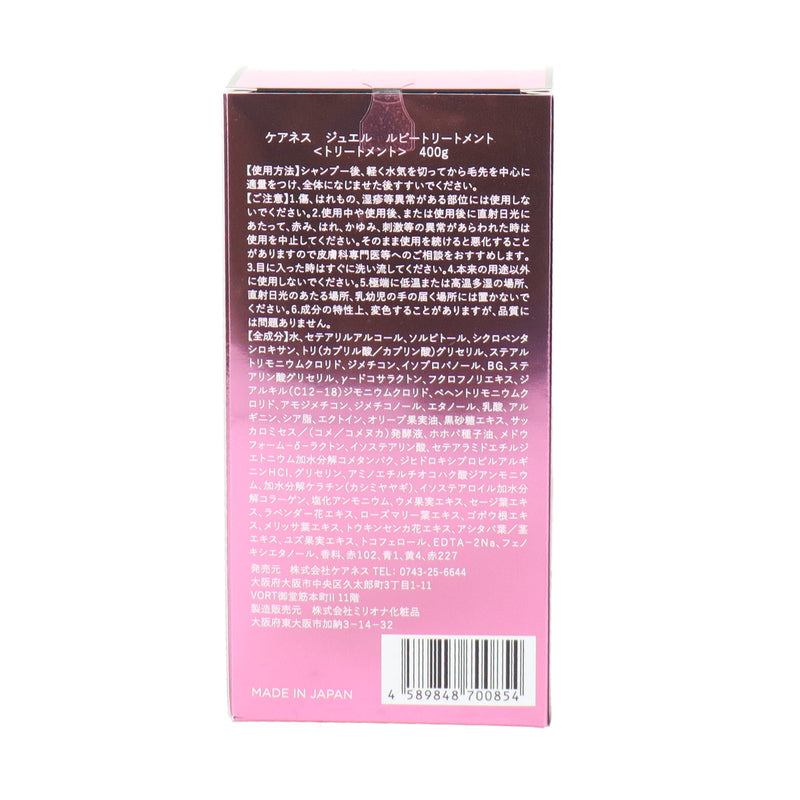 ケアネス　ジュエル　ルビートリートメント
<トリートメント>　400g
【使用方法】シャンプー後、軽く水気を切ってから毛先を中心に
適量をつけ、全体になじませた後すすいでください。
【ご注意】1.傷、はれもの、湿疹等異常がある部位には使用しな
いでください。2.使用中や使用後、または使用後に直射日光に
あたって、赤み、はれ、かゆみ、刺激等の異常があらわれた時は
使用を中止してください。そのまま使用を続けると悪化すること
がありますので皮膚科専門医等へのご相談をおすすめします。
3.目に入った時はすぐに洗い流してください。4.本来の用途以外
に使用しないでください。5.極端に低温または高温多湿の場所、
直射日光のあたる場所、乳幼児の手の届く場所には置かないで
ください。6.成分の特性上、変色することがありますが、品質に
は問題ありません。
【全成分】水、セテアリルアルコール、ソルビトール、シクロペンタ
シロキサン、トリ(カプリル酸/カプリン酸)グリセリル、ステアル
トリモニウムクロリド、ジメチコン、イソプロパノール、BG、ステ
アリン酸グリセリル、γードコサラクトン、フクロフノリエキス、ジ
アルキル(C12-18)ジモニウムクロリド、ベヘントリモニウムク
ロリド、アモジメチコン、ジメチコノール、エタノール、乳酸、アル
ギニン、シア脂、エクトイン、オリーブ果実油、黒砂糖エキス、サッ
カロミセス/(コメ/コメヌカ)発酵液、ホホバ種子油、メドウ
フォーム-δ-ラクトン、イソステアリン酸、セテアラミドエチルジ
エトニウム加水分解コメタンパク、ジヒドロキシプロピルアルギ
ニンHCl、グリセリン、アミノエチルチオコハク酸ジアンモニウ
ム、加水分解ケラチン(カシミヤヤギ)、イソステアロイル加水分
解コラーゲン、塩化アンモニウム、ウメ果実エキス、セージ葉エキ
ス、ラベンダー花エキス、ローズマリー葉エキス、ゴボウ根エキ
ス、メリッサ葉エキス、トウキンセンカ花エキス、アシタバ葉/茎
エキス、ユズ果実エキス、トコフェロール、EDTA-2Na、フェノ
キシエタノール、香料、赤102、青1、黄4、赤227
発売元　株式会社ケアネス TEL: 0743-25-6644
大阪府大阪市中央区久太郎町3丁目1-11
VORT御堂筋本町II 11階
製造販売元　株式会社ミリオナ化粧品
大阪府東大阪市加納3-14-32
MADE IN JAPAN
4 589848 700854